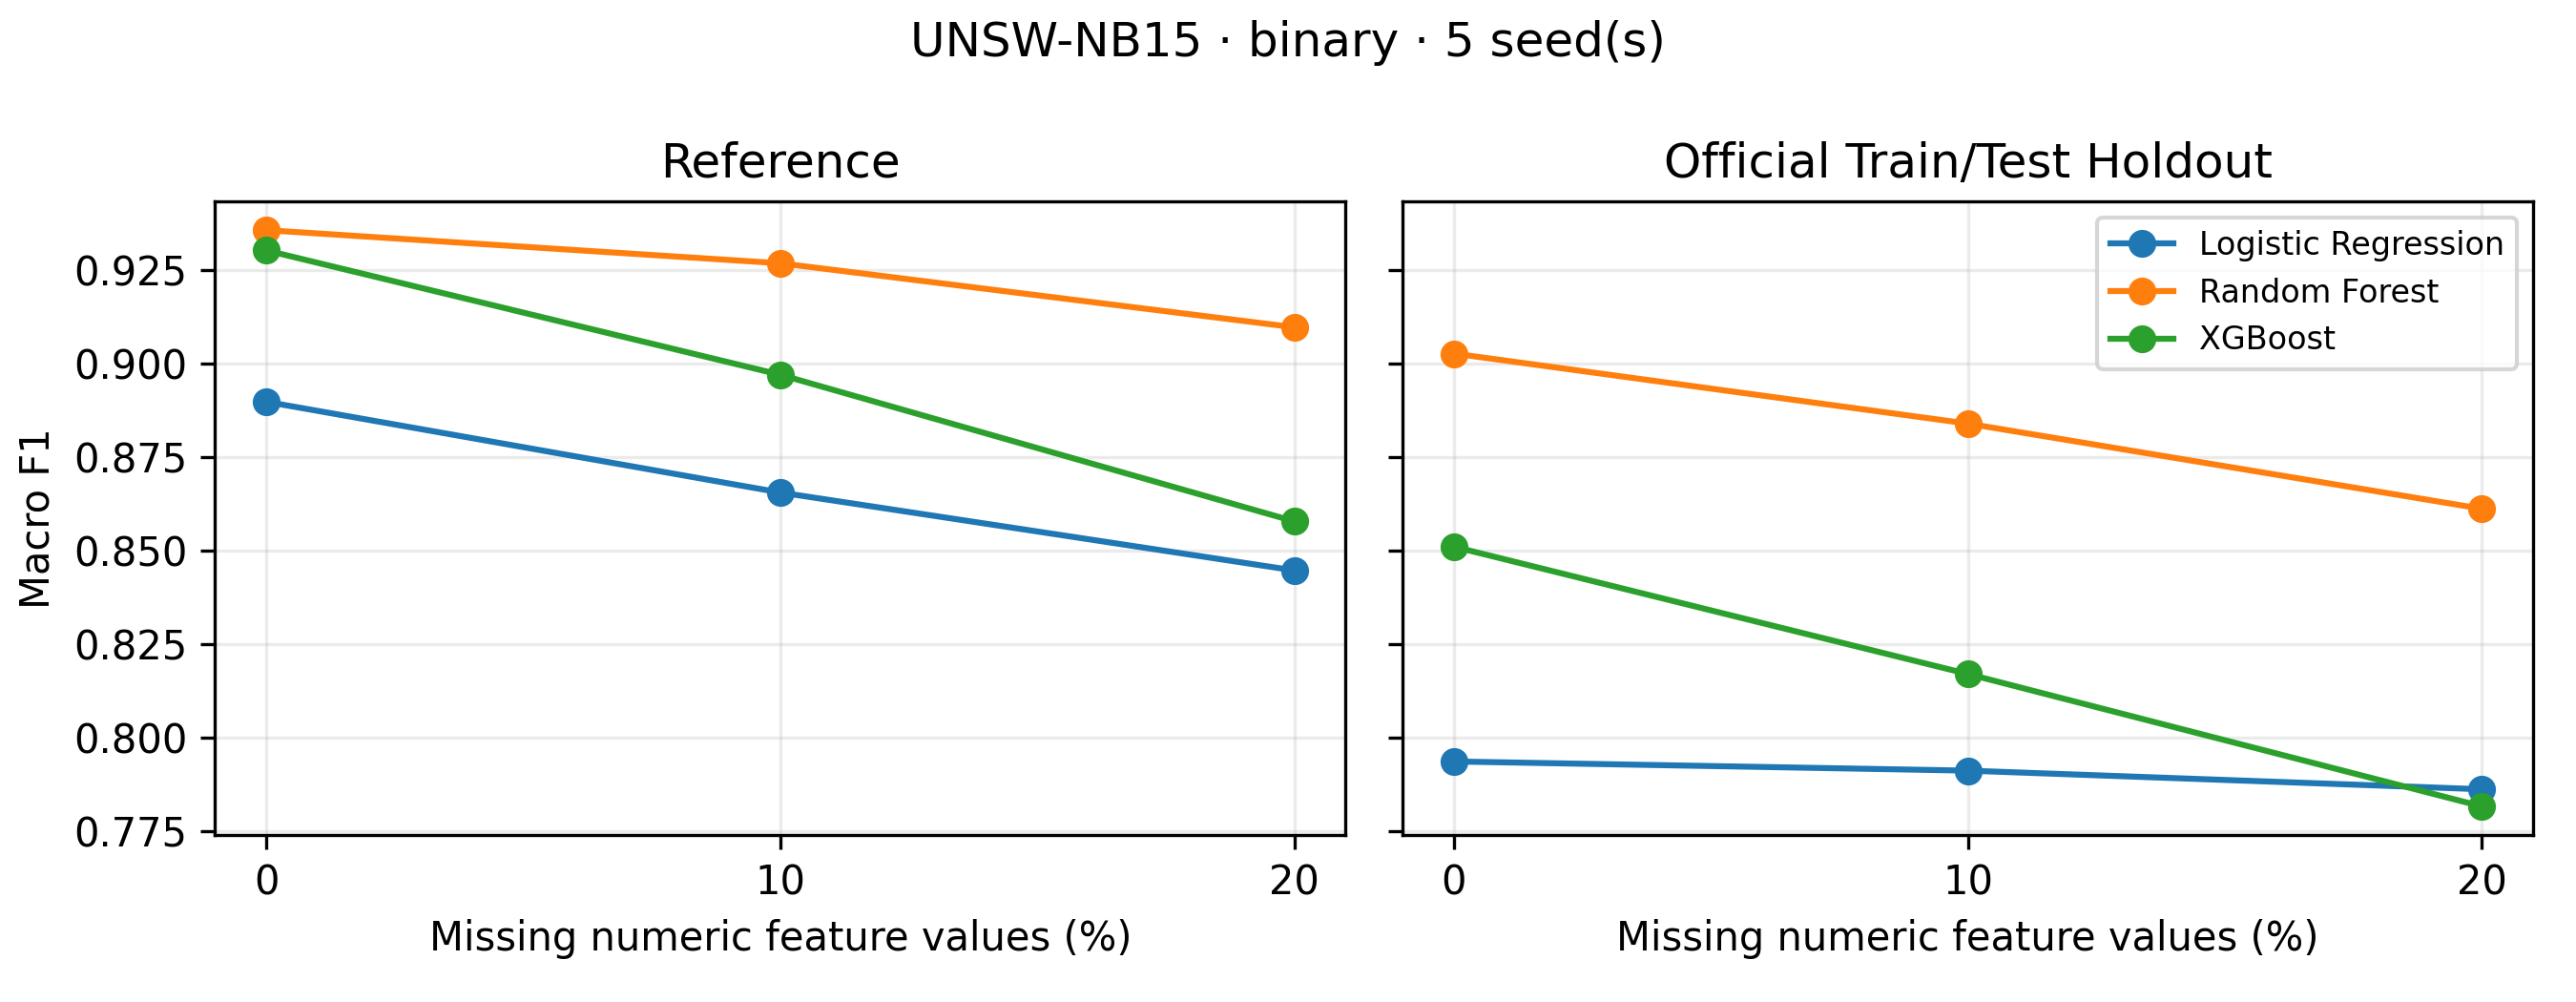 UNSW-NB15 · binary · 5 seed(s)
Reference
Official Train/Test Holdout
Macro F1
0.925
0.900
0.875
0.850
0.825
0.800
0.775
0
10
20
Missing numeric feature values (%)
Logistic Regression
Random Forest
XGBoost
0
10
20
Missing numeric feature values (%)